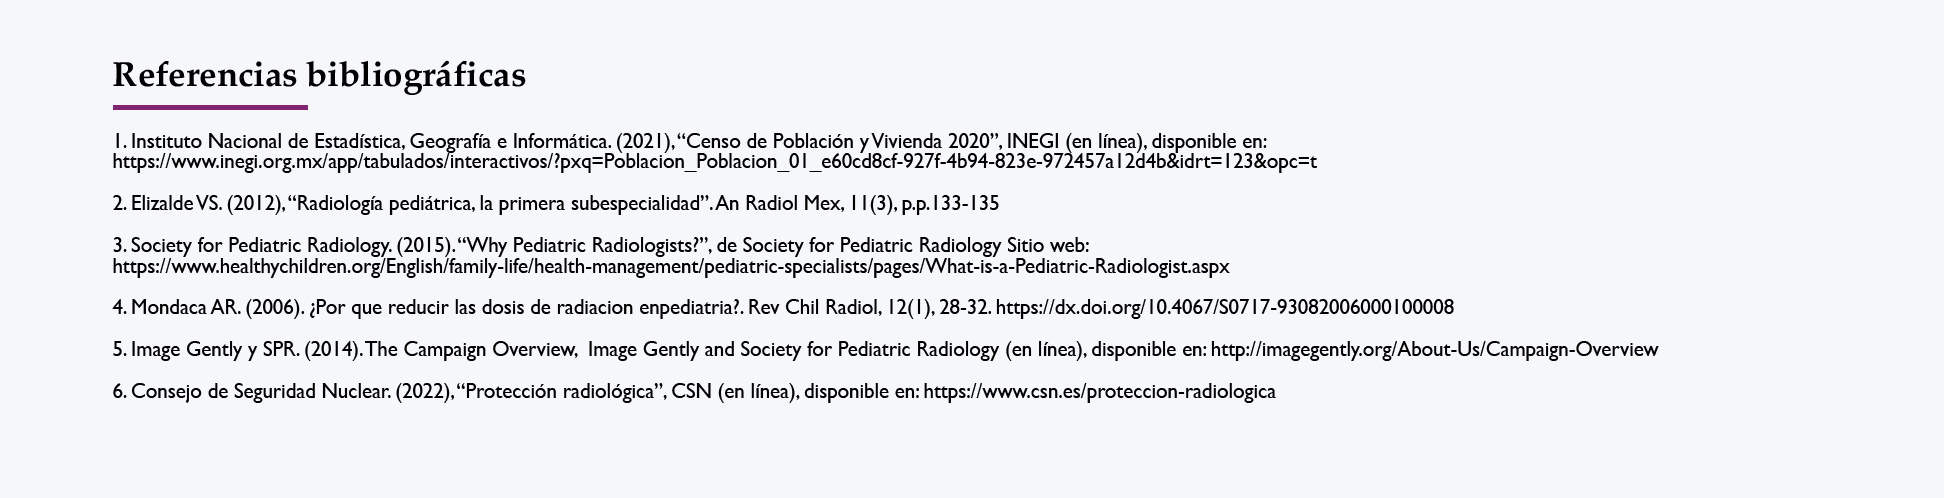 Referencias bibliográficas
1. Instituto Nacional de Estadística, Geografía e Informática. (2021), “Censo de Población y Vivienda 2020”, INEGI (en línea), disponible en:
https://www.inegi.org.mx/app/tabulados/interactivos/?pxq=Poblacion_Poblacion_01_e60cd8cf-927f-4b94-823e-972457a12d4b&idrt=123&opc=t
2. Elizalde VS. (2012), “Radiología pediátrica, la primera subespecialidad”. An Radiol Mex, 11(3), p.p.133-135
3. Society for Pediatric Radiology. (2015). “Why Pediatric Radiologists?”, de Society for Pediatric Radiology Sitio web:
https://www.healthychildren.org/English/family-life/health-management/pediatric-specialists/pages/What-is-a-Pediatric-Radiologist.aspx
4. Mondaca AR. (2006). ¿Por que reducir las dosis de radiacion enpediatria?. Rev Chil Radiol, 12(1), 28-32. https://dx.doi.org/10.4067/S0717-93082006000100008
5. Image Gently y SPR. (2014). The Campaign Overview,  Image Gently and Society for Pediatric Radiology (en línea), disponible en: http://imagegently.org/About-Us/Campaign-Overview
6. Consejo de Seguridad Nuclear. (2022), “Protección radiológica”, CSN (en línea), disponible en: https://www.csn.es/proteccion-radiologica